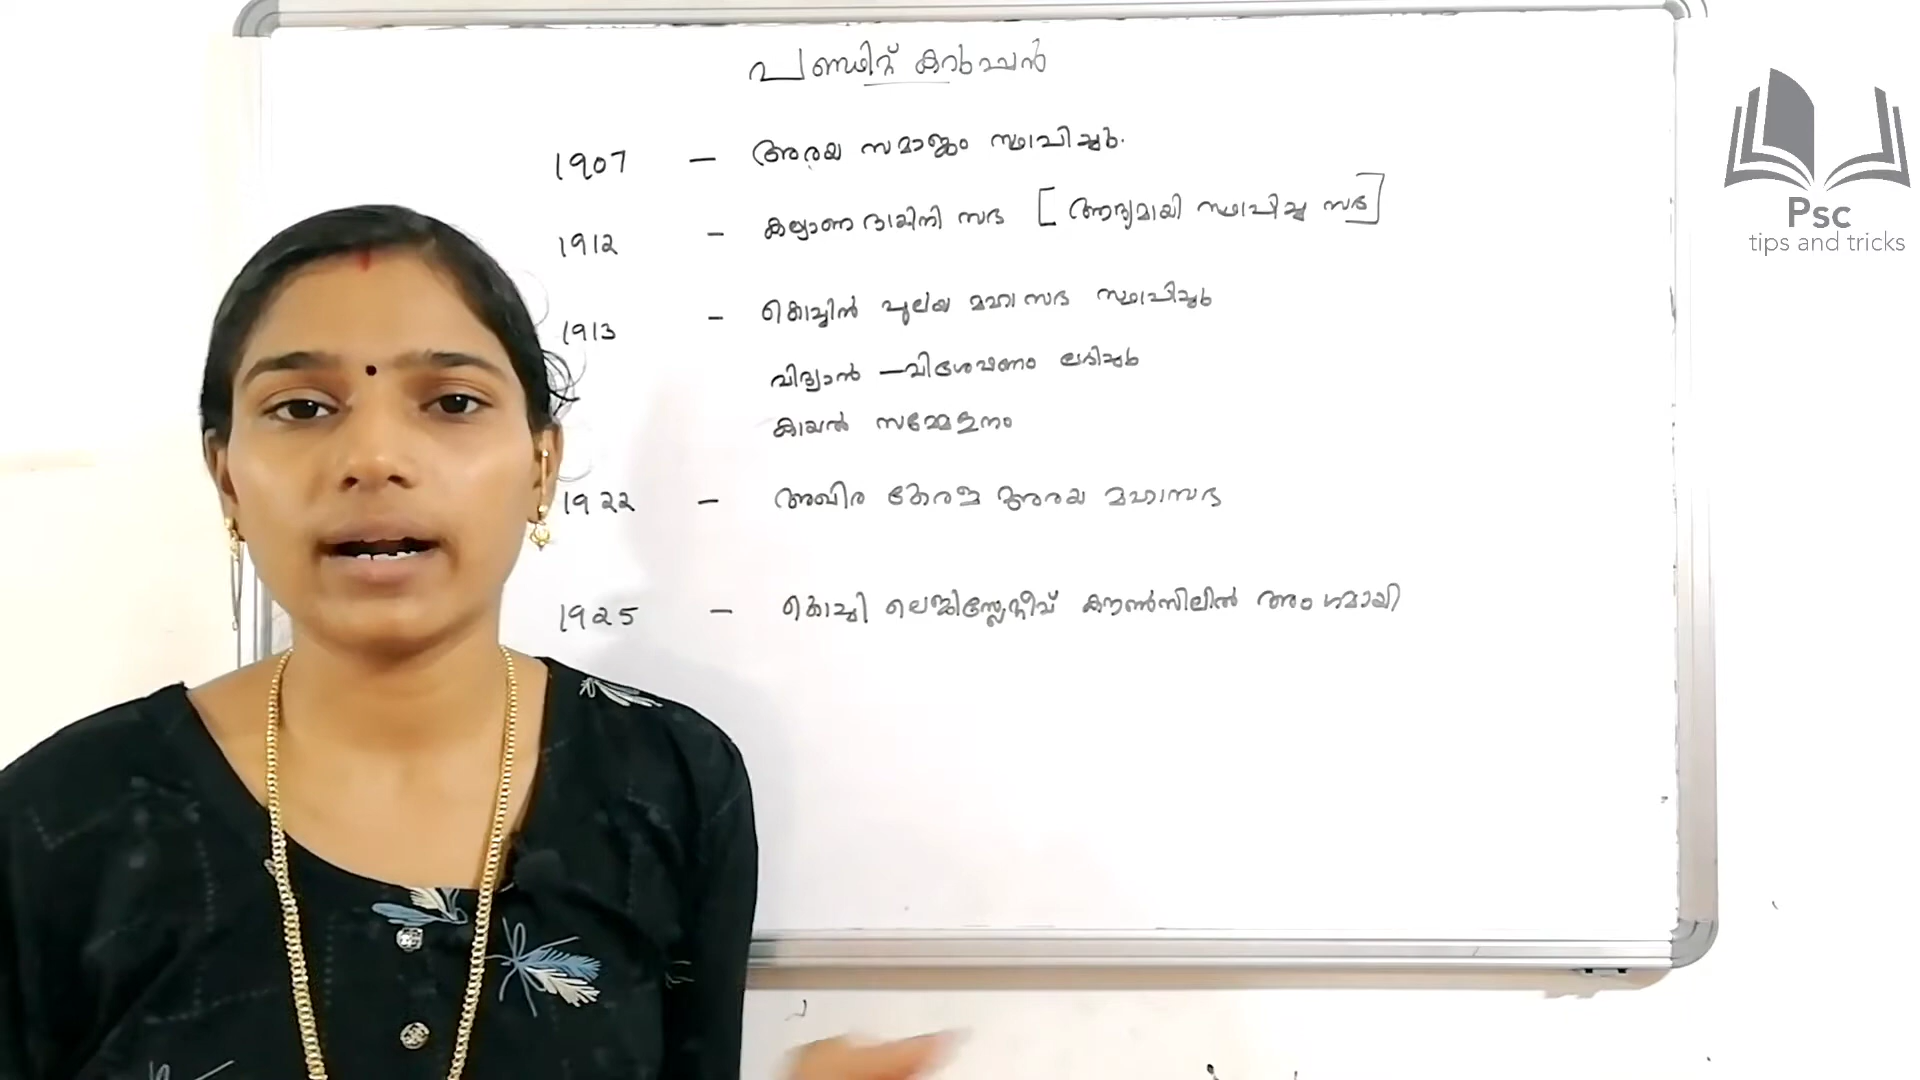 പണ്ഡിറ്റ് കറുപ്പൻ
1907 - അരയ സമാജം സ്ഥാപിച്ചു.
1912 - കല്യാണ ദായിനി സഭ [ആദ്യമായി സ്ഥാപിച്ച സഭ]
1913 - കൊച്ചിൻ പുലയ മഹാസഭ സ്ഥാപിച്ചു
വിദ്വാൻ - വിശേഷണം ലഭിച്ചു
കായൽ സമ്മേളനം
1922 - അഖില കേരള അരയ മഹാസഭ
1925 - കൊച്ചി ലെജിസ്ലേറ്റീവ് കൗൺസിലിൽ അംഗമായി
Psc
tips and tricks